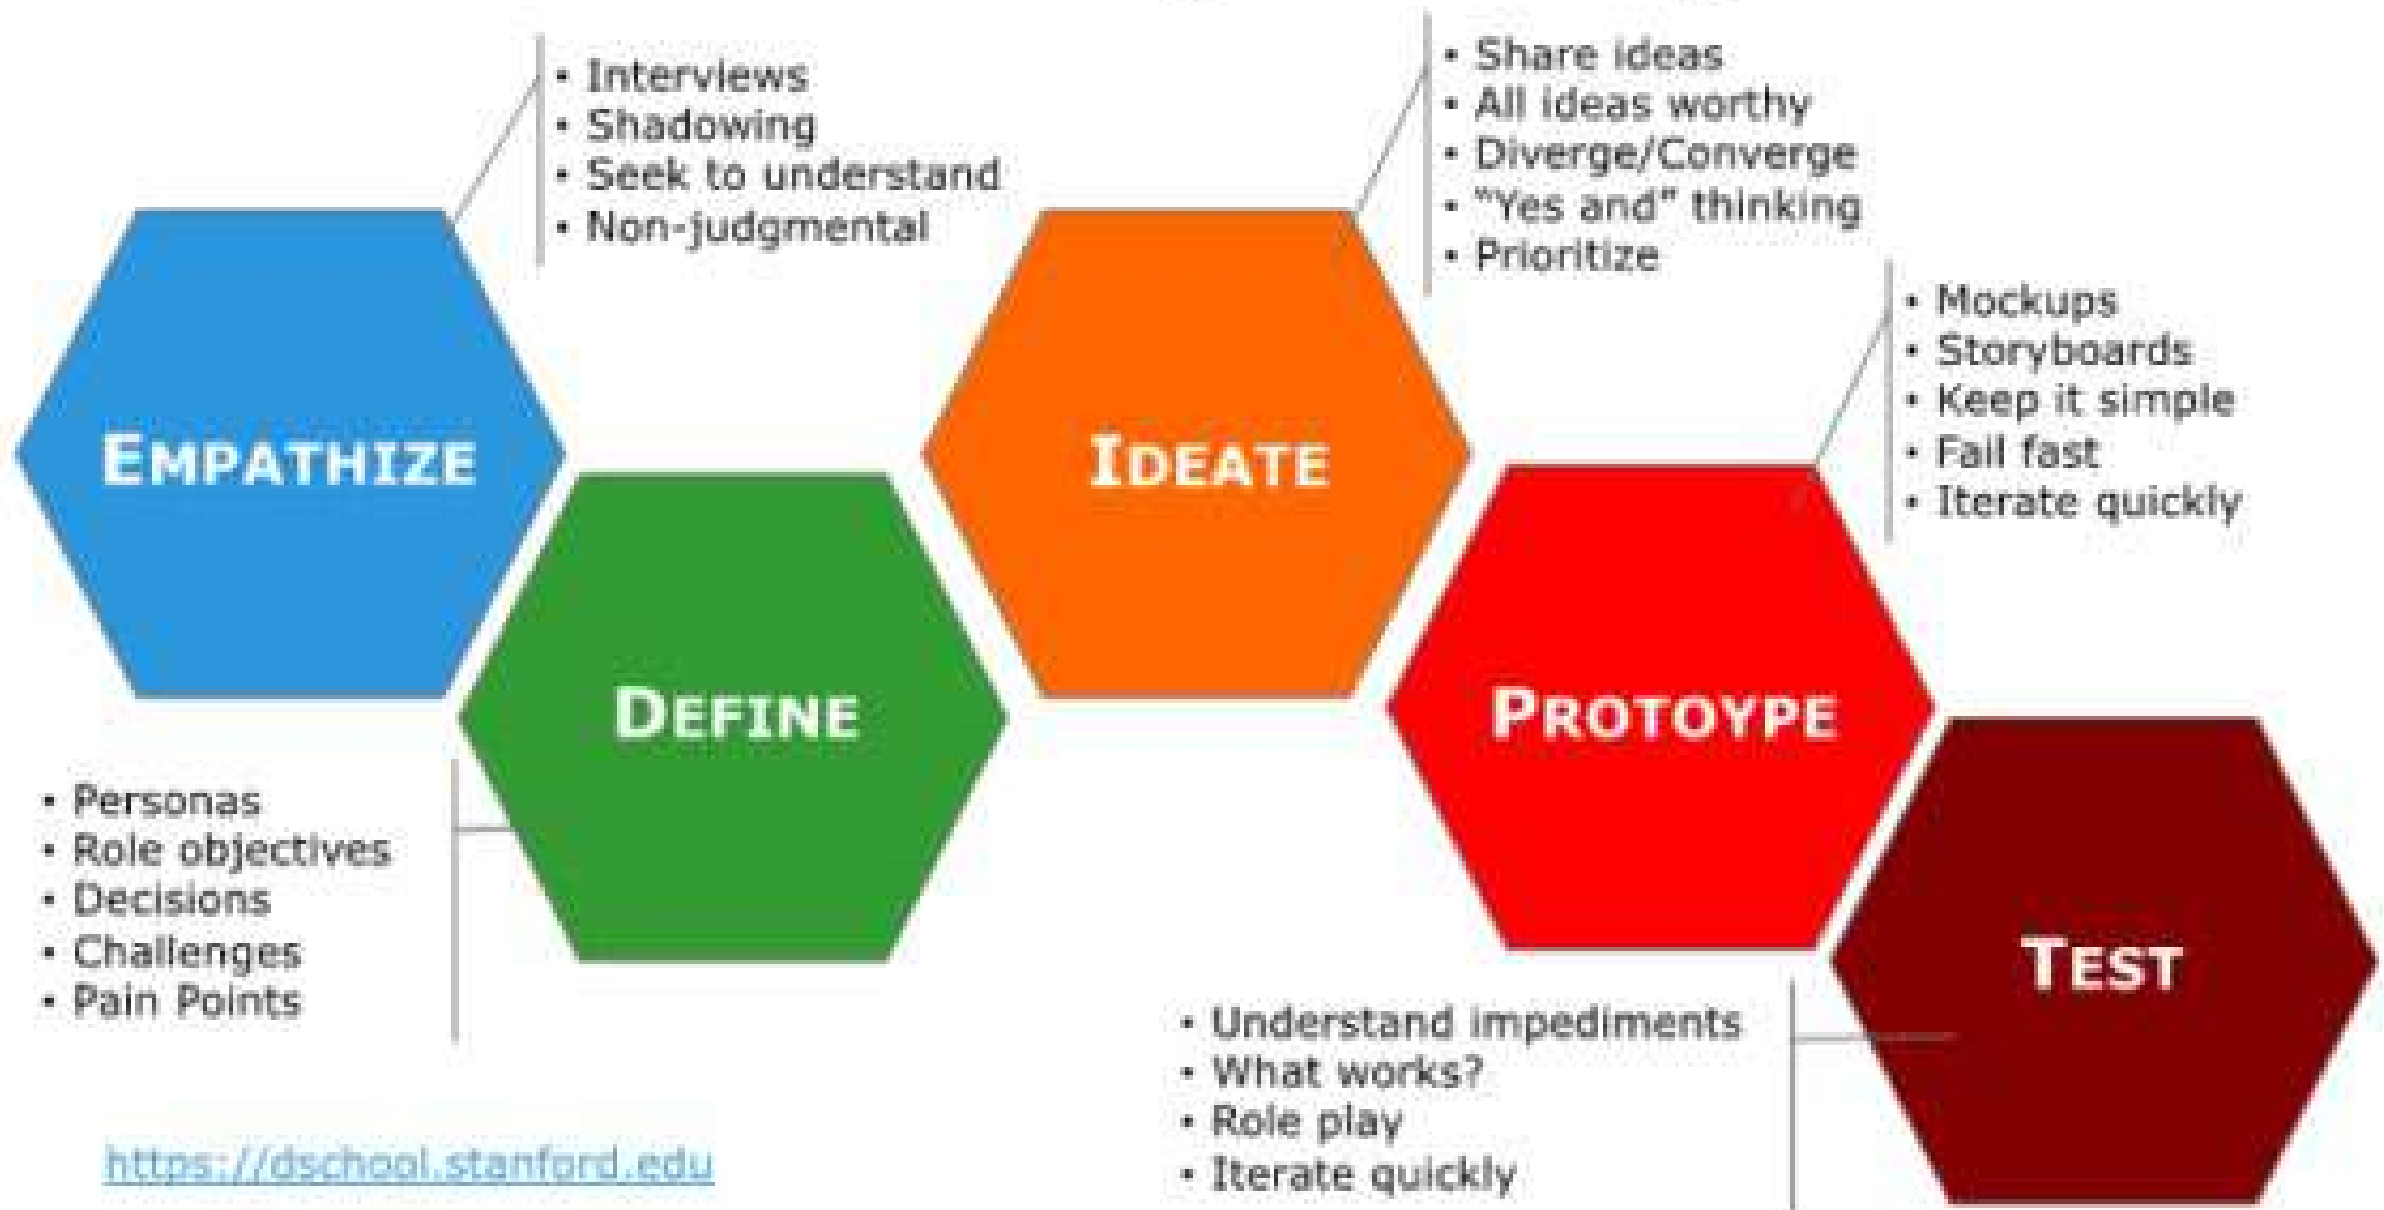 • Interviews
• Shadowing
• Seek to understand
• Non-judgmental
EMPATHIZE
• Personas
• Role objectives
• Decisions
• Challenges
• Pain Points
DEFINE
• Share ideas
• All ideas worthy
• Diverge/Converge
• “Yes and” thinking
• Prioritize
IDEATE
• Mockups
• Storyboards
• Keep it simple
• Fail fast
• Iterate quickly
PROTOYPE
• Understand impediments
• What works?
• Role play
• Iterate quickly
TEST
https://dschool.stanford.edu